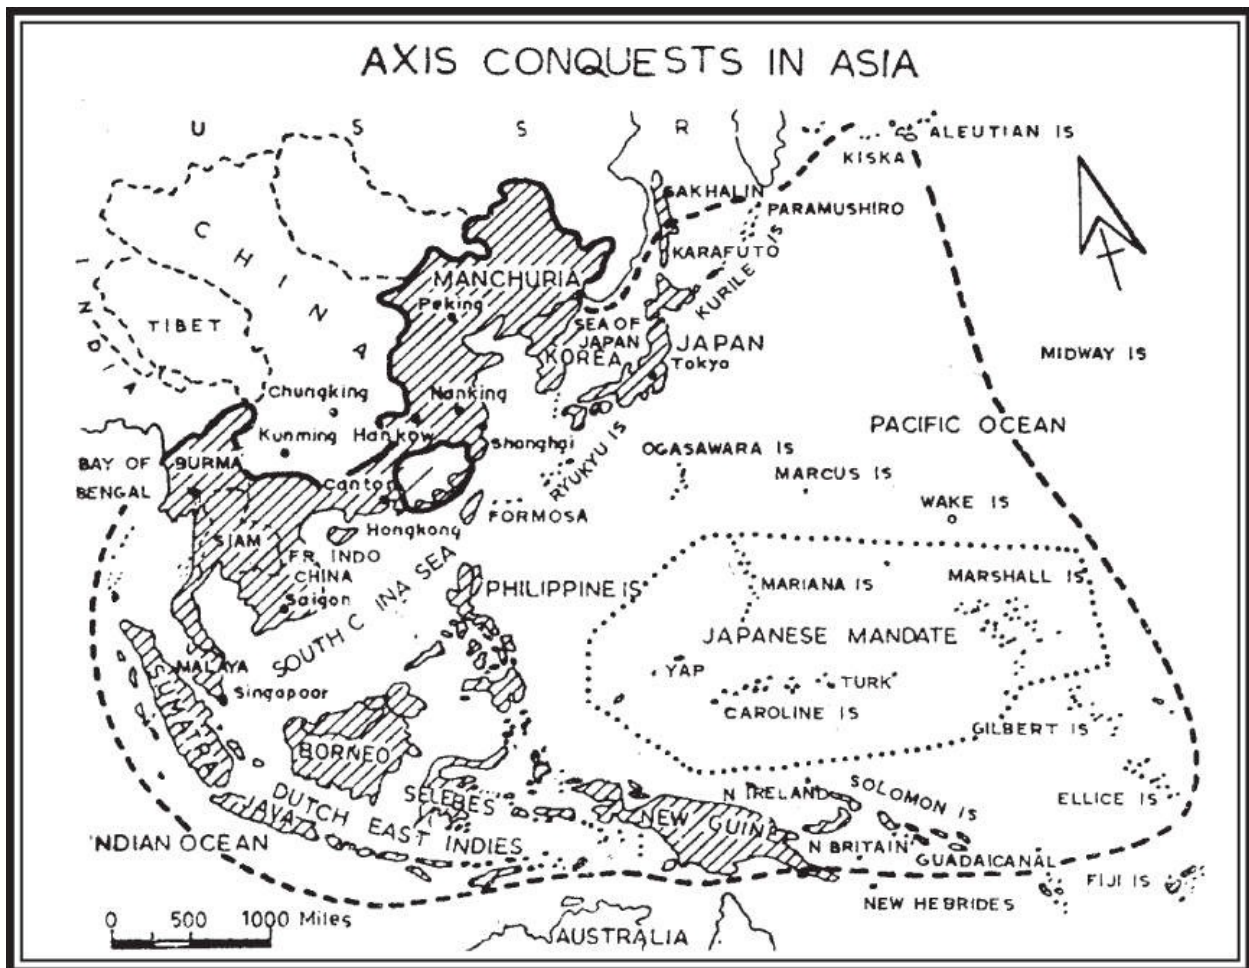 AXIS CONQUESTS IN ASIA
U S S R
ALEUTIAN IS
KISKA
SAKHALIN
PARAMUSHIRO
CHINA
KARAFUTO
KURILE IS
MANCHURIA
Peking
TIBET
INDIA
SEA OF
JAPAN
KOREA
JAPAN
Tokyo
MIDWAY IS
Chungking
Nanking
PACIFIC OCEAN
Kunming
Hankow
Shanghai
RYUKYU IS
OGASAWARA IS
BAY OF
BENGAL
BURMA
MARCUS IS
Canton
WAKE IS
Hongkong
FORMOSA
SIAM
FR. INDO
CHINA
Saigon
SOUTH C INA SEA
PHILIPPINE IS
MARIANA IS
MARSHALL IS
JAPANESE MANDATE
MALAYA
Singapoor
YAP
TURK
CAROLINE IS
SUMATRA
BORNEO
GILBERT IS
DUTCH EAST INDIES
SELEBES
JAVA
N IRELAND
SOLOMON IS
ELLICE IS
NEW GUIN
'NDIAN OCEAN
N BRITAIN
GUADAICANAL
FIJI IS
NEW HEBRIDES
0 500 1000 Miles
AUSTRALIA